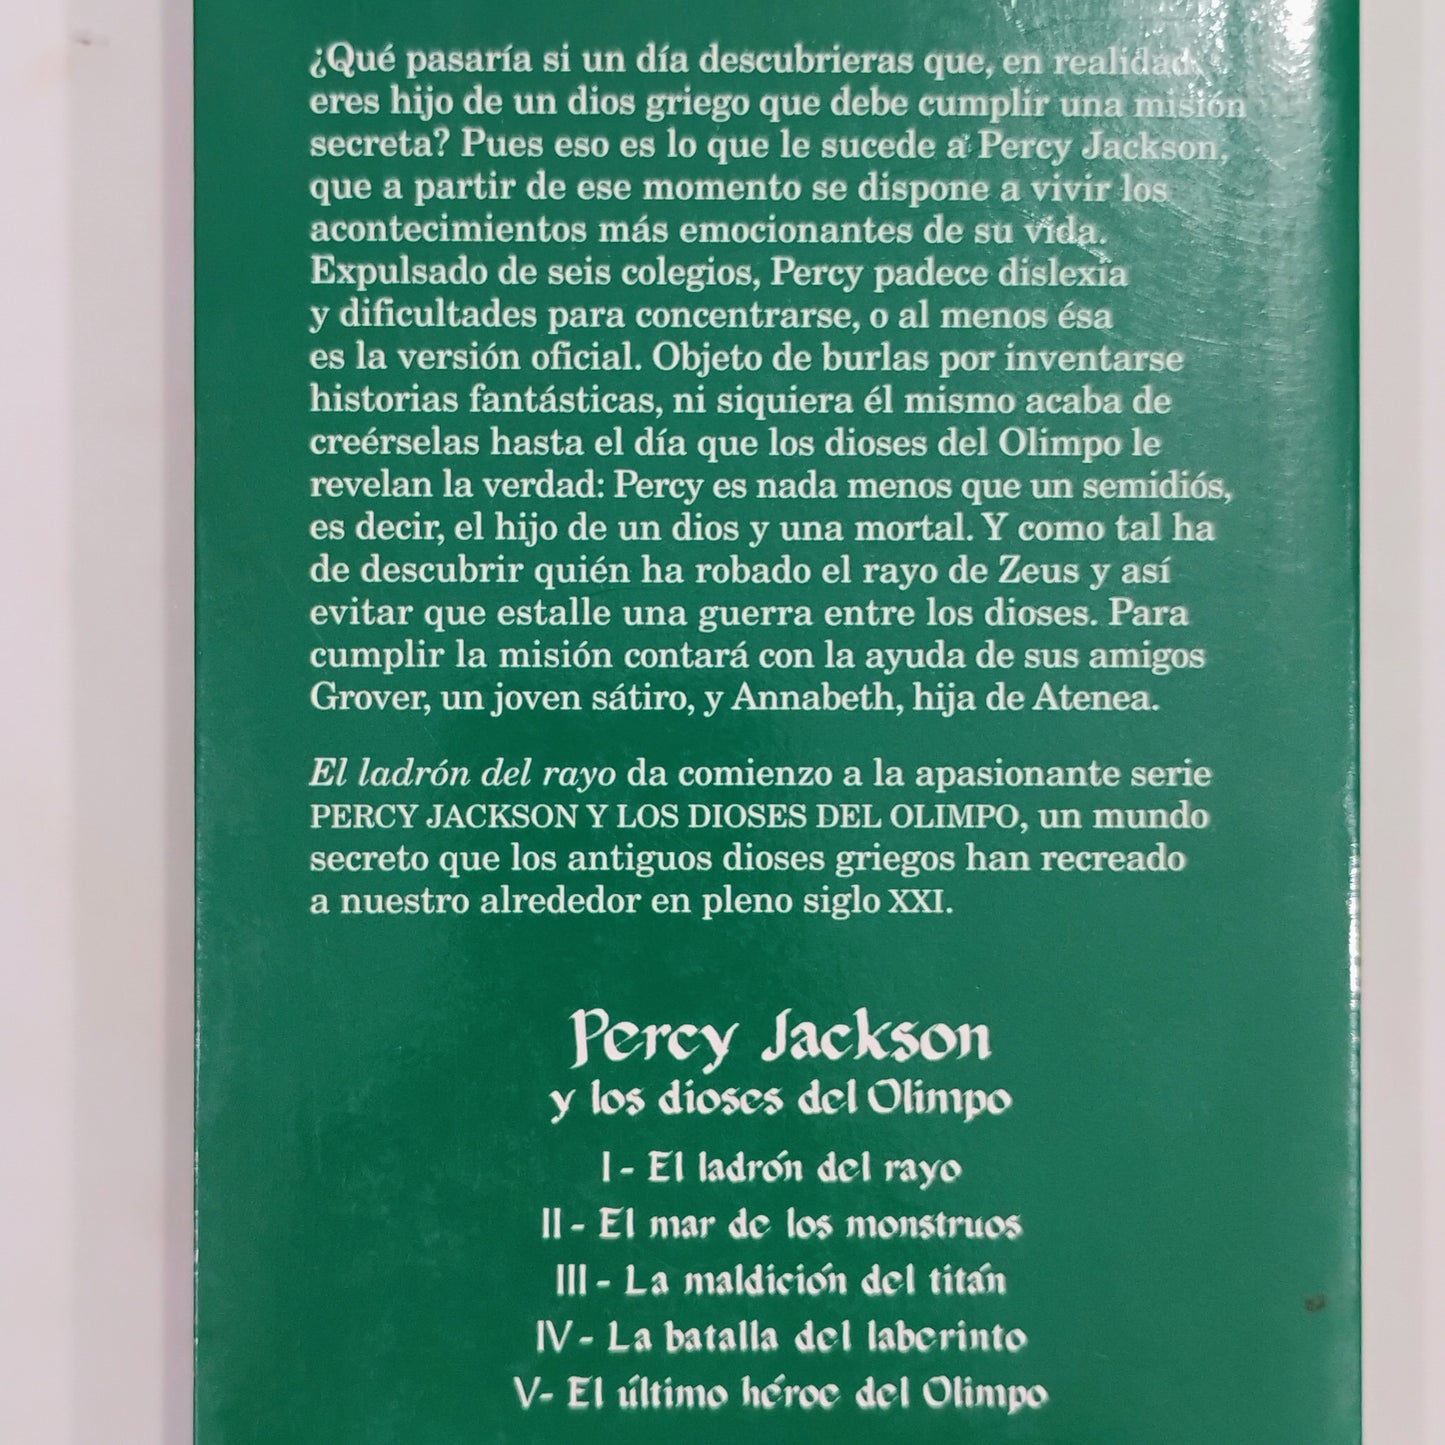 ¿Qué pasaría si un día descubrieras que, en realidad,
eres hijo de un dios griego que debe cumplir una misión
secreta? Pues eso es lo que le sucede a Percy Jackson,
que a partir de ese momento se dispone a vivir los
acontecimientos más emocionantes de su vida.
Expulsado de seis colegios, Percy padece dislexia
y dificultades para concentrarse, o al menos ésa
es la versión oficial. Objeto de burlas por inventarse
historias fantásticas, ni siquiera él mismo acaba de
creérselas hasta el día que los dioses del Olimpo le
revelan la verdad: Percy es nada menos que un semidiós,
es decir, el hijo de un dios y una mortal. Y como tal ha
de descubrir quién ha robado el rayo de Zeus y así
evitar que estalle una guerra entre los dioses. Para
cumplir la misión contará con la ayuda de sus amigos
Grover, un joven sátiro, y Annabeth, hija de Atenea.
El ladrón del rayo da comienzo a la apasionante serie
PERCY JACKSON Y LOS DIOSES DEL OLIMPO, un mundo
secreto que los antiguos dioses griegos han recreado
a nuestro alrededor en pleno siglo XXI.
Percy Jackson
y los dioses del Olimpo
I - El ladrón del rayo
II - El mar de los monstruos
III - La maldición del titán
IV - La batalla del laberinto
V- El último héroe del Olimpo